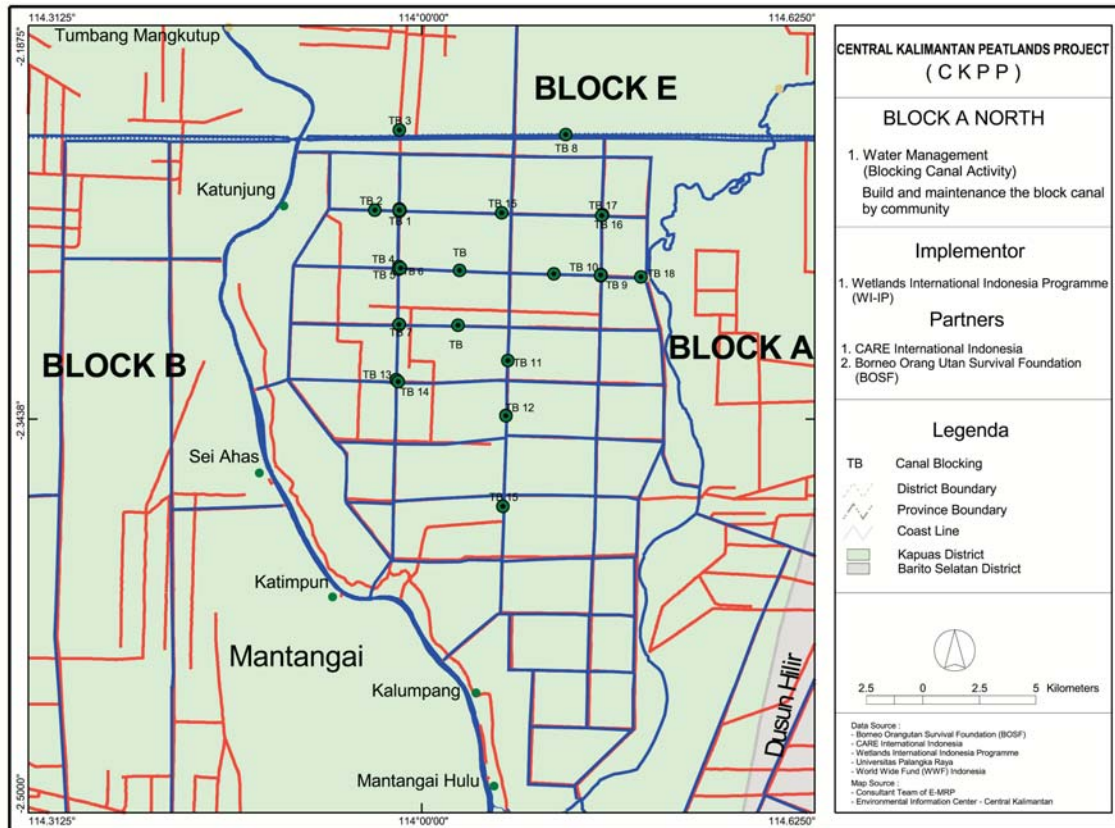 114.3125°
114°00'00"
114.6250°
-2.1875°
-2.3438°
-2.5000°
114.3125°
114°00'00"
114.6250°
Tumbang Mangkutup
BLOCK E
TB 3
TB 8
Katunjung
TB 2
TB 1
TB 15
TB 17
TB 16
TB 4
TB 5
TB 6
TB
TB 10
TB 9
TB 18
TB 7
TB
BLOCK B
BLOCK A
TB 11
TB 13
TB 14
TB 12
Sei Ahas
TB 15
Katimpun
Mantangai
Kalumpang
Dusun Hilir
Mantangai Hulu
CENTRAL KALIMANTAN PEATLANDS PROJECT
( C K P P )
BLOCK A NORTH
1. Water Management
(Blocking Canal Activity)
Build and maintenance the block canal
by community
Implementor
1. Wetlands International Indonesia Programme
(WI-IP)
Partners
1. CARE International Indonesia
2. Borneo Orang Utan Survival Foundation
(BOSF)
Legenda
TB Canal Blocking
District Boundary
Province Boundary
Coast Line
Kapuas District
Barito Selatan District
2.5 0 2.5 5 Kilometers
Data Source :
- Borneo Orangutan Survival Foundation (BOSF)
- CARE International Indonesia
- Wetlands International Indonesia Programme
- Universitas Palangka Raya
- World Wide Fund (WWF) Indonesia
Map Source :
- Consultant Team of E-MRP
- Environmental Information Center - Central Kalimantan